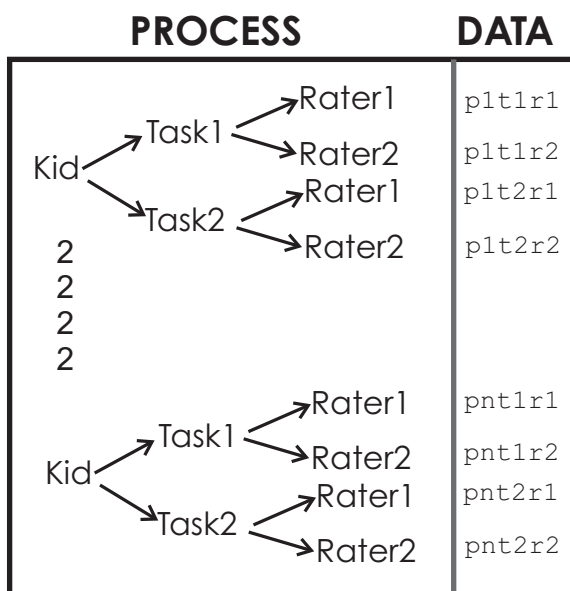 PROCESS DATA
Rater1 p1t1r1
Task1
Rater2 p1t1r2
Kid
Rater1 p1t2r1
Task2
Rater2 p1t2r2
2
2
2
2
Rater1 pnt1r1
Task1
Rater2 pnt1r2
Kid
Rater1 pnt2r1
Task2
Rater2 pnt2r2